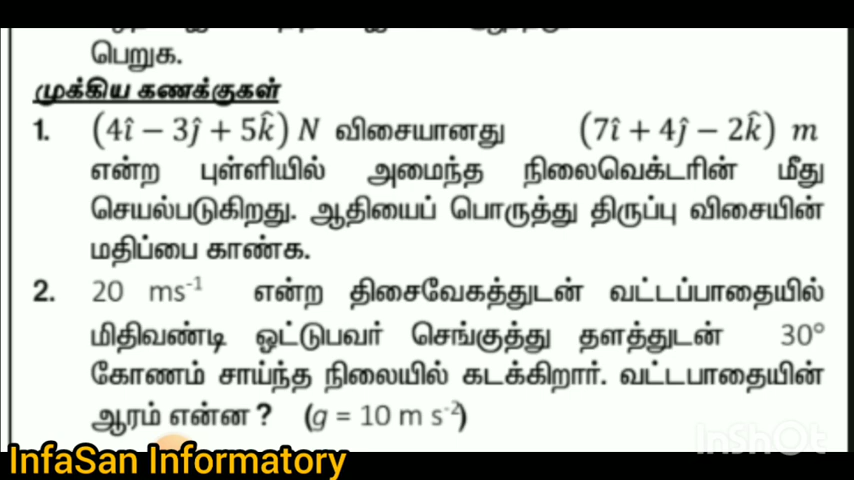 பெறுக.
முக்கிய கணக்குகள்
1. (4î − 3ĵ + 5k̂) N விசையானது (7î + 4ĵ − 2k̂) m
என்ற புள்ளியில் அமைந்த நிலைவெக்டரின் மீது
செயல்படுகிறது. ஆதியைப் பொருத்து திருப்பு விசையின்
மதிப்பை காண்க.
2. 20 ms⁻¹ என்ற திசைவேகத்துடன் வட்டப்பாதையில்
மிதிவண்டி ஓட்டுபவர் செங்குத்து தளத்துடன் 30°
கோணம் சாய்ந்த நிலையில் கடக்கிறார். வட்டபாதையின்
ஆரம் என்ன? (g = 10 m s⁻²)
InShOt
InfaSan Informatory